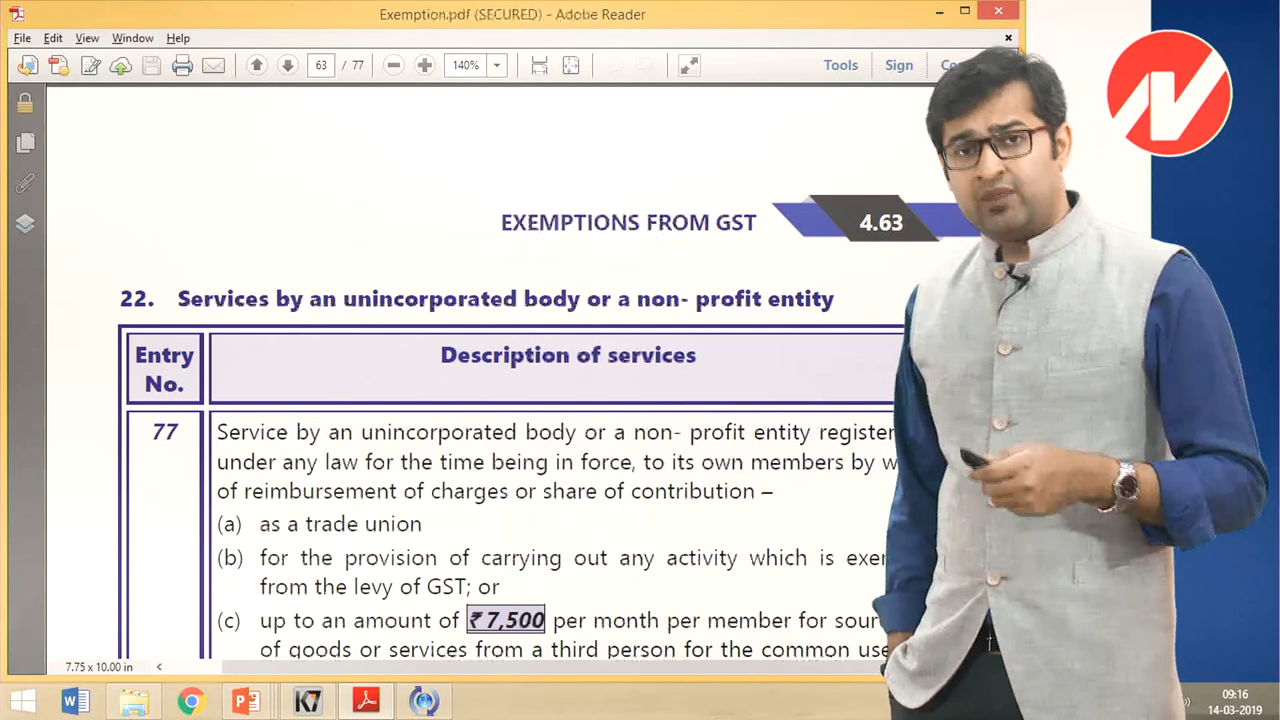 Exemption.pdf (SECURED) - Adobe Reader
File Edit View Window Help
63 / 77
140%
Tools Sign
EXEMPTIONS FROM GST 4.63
22. Services by an unincorporated body or a non- profit entity
Entry No.
Description of services
77
Service by an unincorporated body or a non- profit entity register
under any law for the time being in force, to its own members by w
of reimbursement of charges or share of contribution –
(a) as a trade union
(b) for the provision of carrying out any activity which is exem
from the levy of GST; or
(c) up to an amount of ₹ 7,500 per month per member for sour
of goods or services from a third person for the common use
7.75 x 10.00 in
K7
09:16
14-03-2019